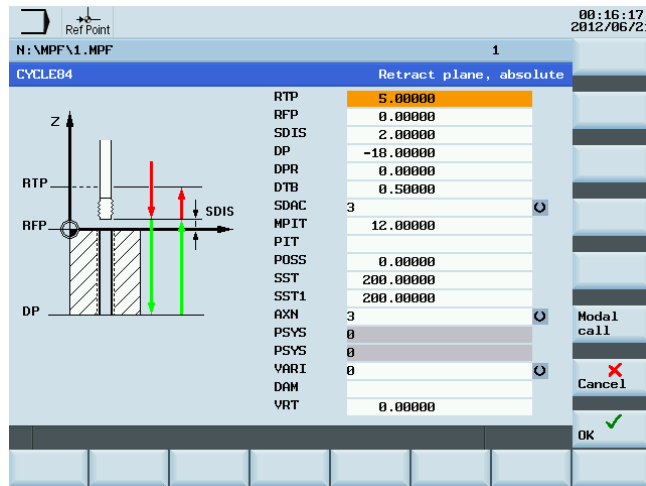 Ref Point
00:16:17
2012/06/2
N:\MPF\1.MPF 1
CYCLE84 Retract plane, absolute
Z
RTP
SDIS
RFP
DP
RTP 5.00000
RFP 0.00000
SDIS 2.00000
DP -18.00000
DPR 0.00000
DTB 0.50000
SDAC 3
MPIT 12.00000
PIT
POSS 0.00000
SST 200.00000
SST1 200.00000
AXN 3
PSYS 0
PSYS 0
VARI 0
DAM
VRT 0.00000
Modal
call
Cancel
OK